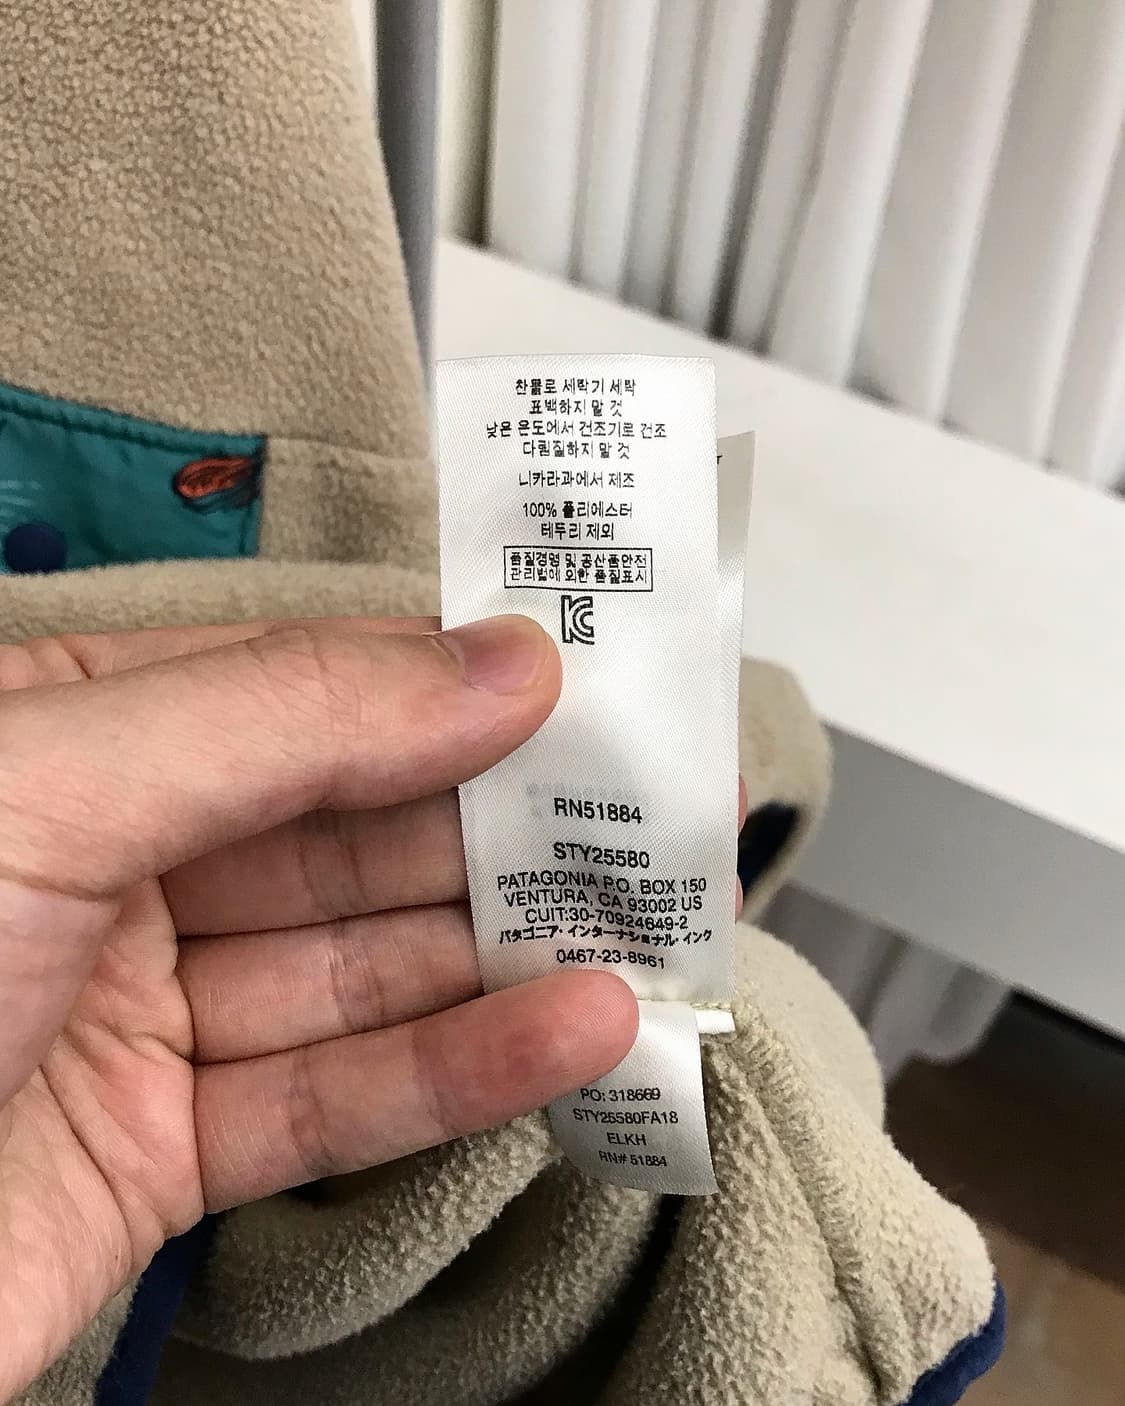 찬물로 세탁기 세탁
표백하지 말 것
낮은 온도에서 건조기로 건조
다림질하지 말 것
니카라과에서 제조
100% 폴리에스터
테두리 제외
품질경영 및 공산품안전
관리법에 의한 품질표시
KC
RN51884
STY25580
PATAGONIA P.O. BOX 150
VENTURA, CA 93002 US
CUIT:30-70924649-2
パタゴニア・インターナショナル・インク
0467-23-8961
PO: 318669
STY25580FA18
ELKH
RN# 51884